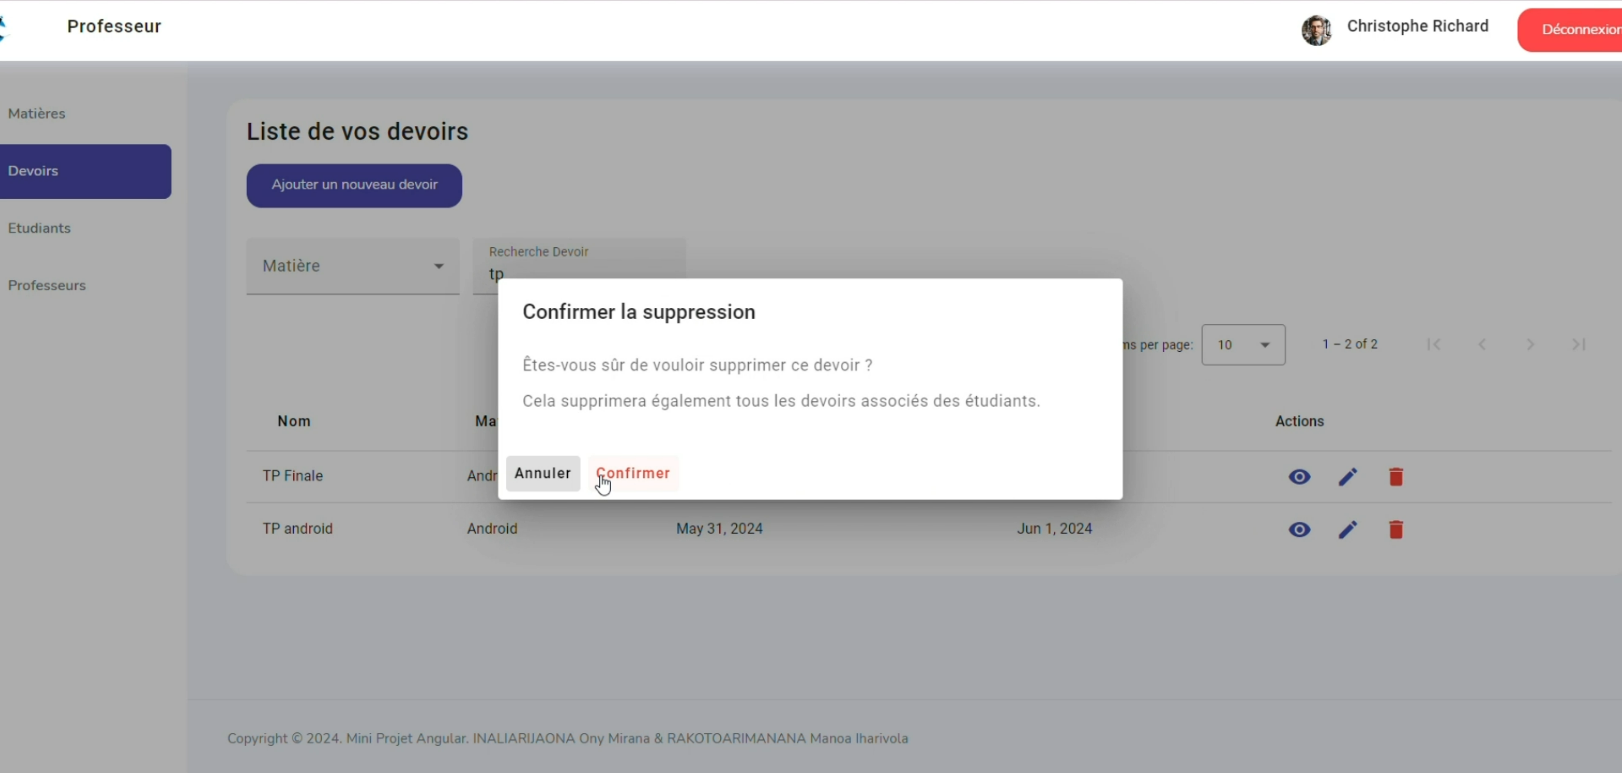 Professeur
Christophe Richard
Déconnexion
Matières
Devoirs
Etudiants
Professeurs
Liste de vos devoirs
Ajouter un nouveau devoir
Matière
Recherche Devoir
tp
Confirmer la suppression
Êtes-vous sûr de vouloir supprimer ce devoir ?
Cela supprimera également tous les devoirs associés des étudiants.
Annuler Confirmer
per page: 10 1 – 2 of 2
Nom Actions
TP Finale
TP android Android May 31, 2024 Jun 1, 2024
Copyright © 2024. Mini Projet Angular. INALIARIJAONA Ony Mirana & RAKOTOARIMANANA Manoa Iharivola